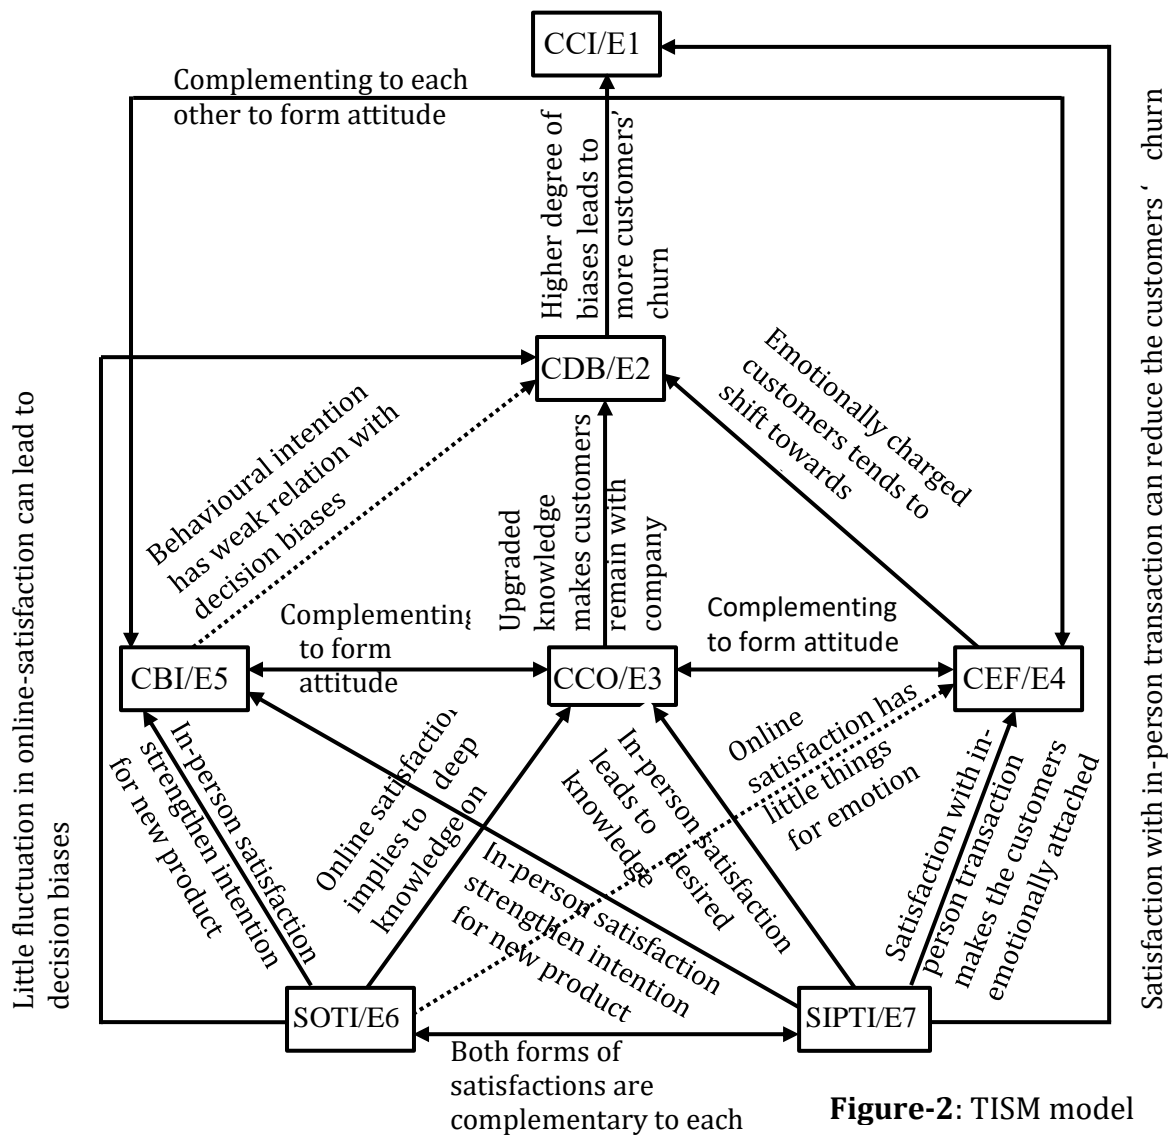 CCI/E1
Complementing to each
other to form attitude
Higher degree of
biases leads to
more customers’
churn
CDB/E2
Emotionally charged
customers tends to
shift towards
Behavioural intention
has weak relation with
decision biases
Upgraded
knowledge
makes customers
remain with
company
Little fluctuation in online-satisfaction can lead to
decision biases
Satisfaction with in-person transaction can reduce the customers‘ churn
Complementing
to form
attitude
Complementing
to form attitude
CBI/E5
CCO/E3
CEF/E4
In-person satisfaction
strengthen intention
for new product
Online satisfaction
implies to deep
knowledge on
In-person satisfaction
strengthen intention
for new product
In-person satisfaction
leads to desired
knowledge
Online
satisfaction has
little things
for emotion
Satisfaction with in-
person transaction
makes the customers
emotionally attached
SOTI/E6
SIPTI/E7
Both forms of
satisfactions are
complementary to each
Figure-2: TISM model